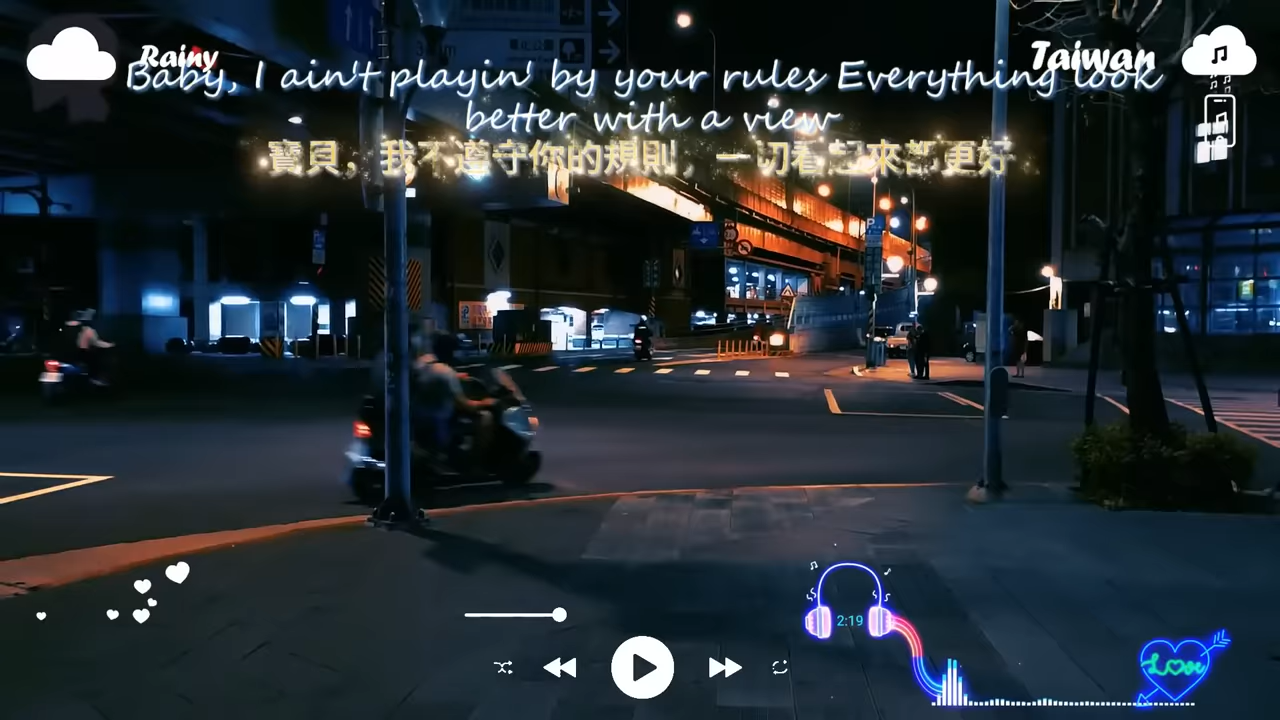 Rainy
Taiwan
Baby, I ain't playin' by your rules Everything look
better with a view
寶貝，我不遵守你的規則，一切看起來都更好
P
2:19
Love